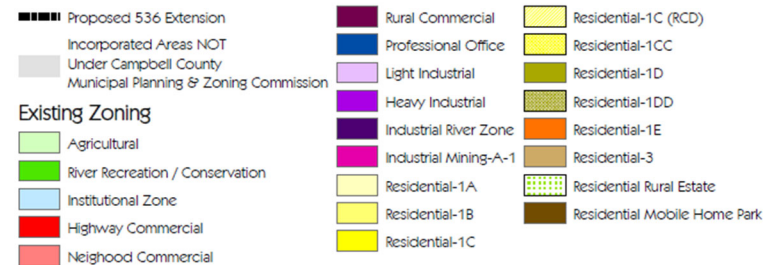 Proposed 536 Extension
Incorporated Areas NOT
Under Campbell County
Municipal Planning & Zoning Commission
Existing Zoning
Agricultural
River Recreation / Conservation
Institutional Zone
Highway Commercial
Neighood Commercial
Rural Commercial
Professional Office
Light Industrial
Heavy Industrial
Industrial River Zone
Industrial Mining-A-1
Residential-1A
Residential-1B
Residential-1C
Residential-1C (RCD)
Residential-1CC
Residential-1D
Residential-1DD
Residential-1E
Residential-3
Residential Rural Estate
Residential Mobile Home Park